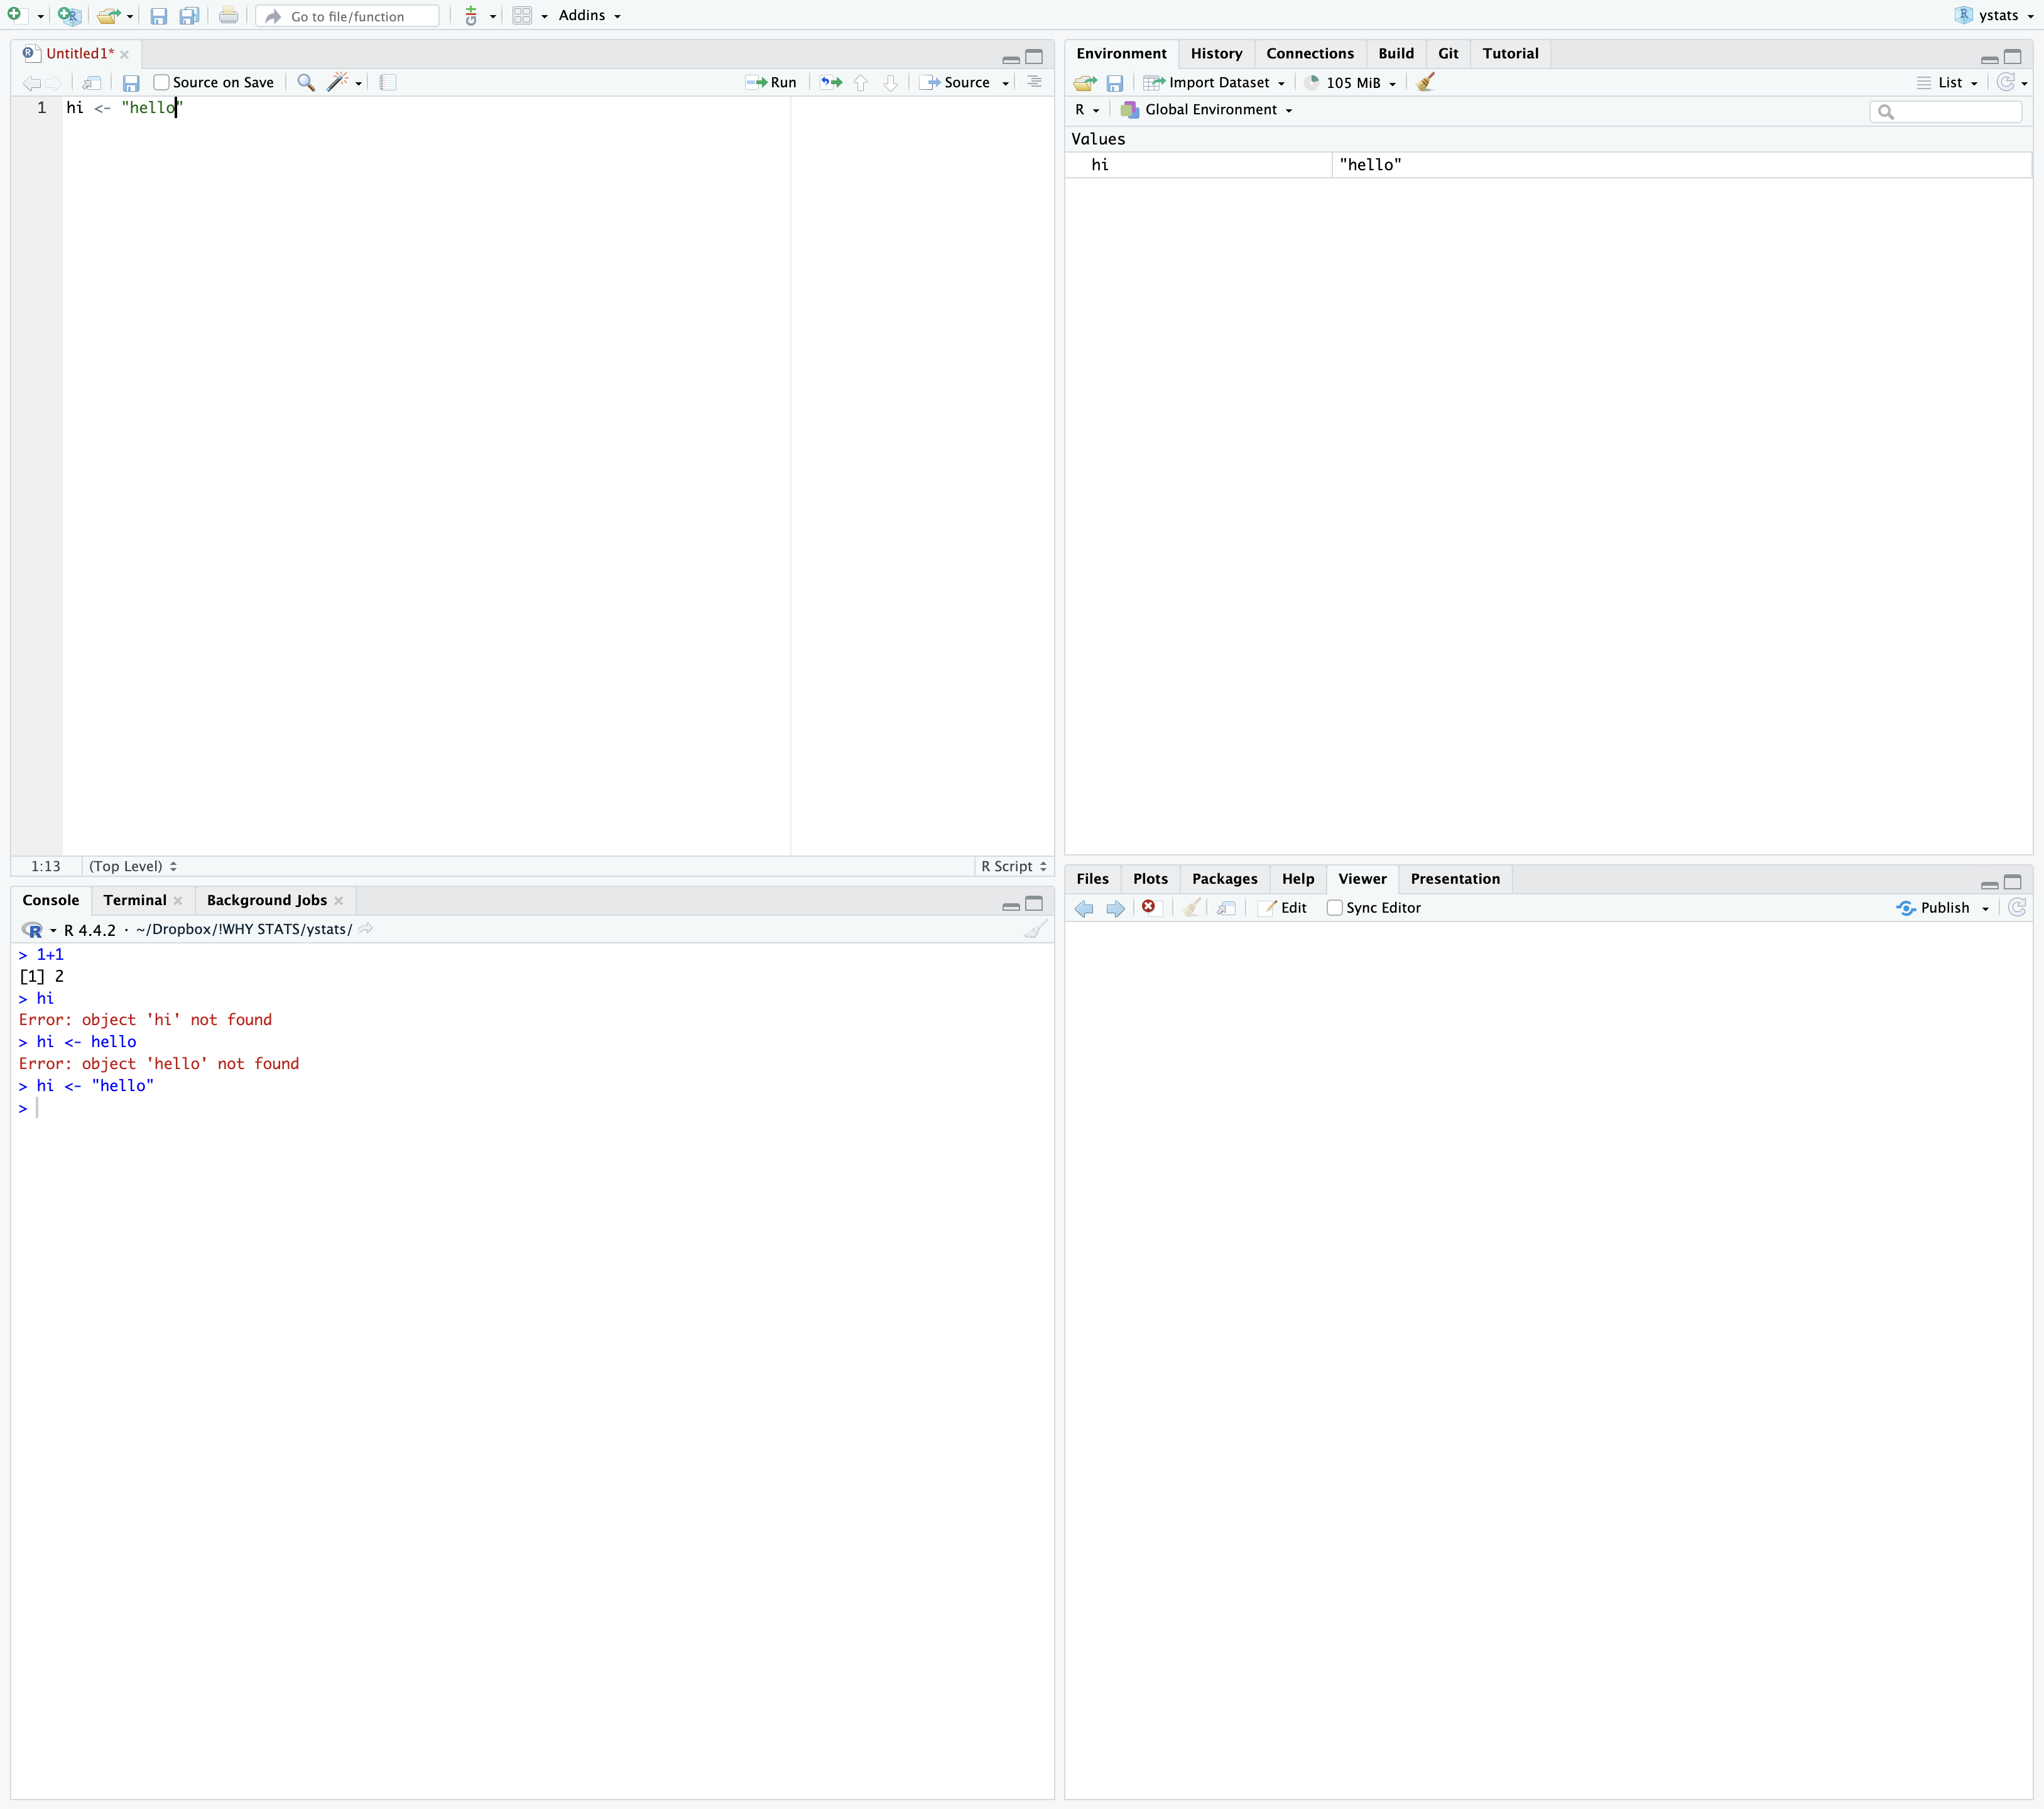 Go to file/function Addins ystats
Untitled1*
Source on Save Run Source
1 hi <- "hello"
1:13 (Top Level) R Script
Console Terminal Background Jobs
R 4.4.2 · ~/Dropbox/!WHY STATS/ystats/
> 1+1
[1] 2
> hi
Error: object 'hi' not found
> hi <- hello
Error: object 'hello' not found
> hi <- "hello"
>
Environment History Connections Build Git Tutorial
Import Dataset 105 MiB List
R Global Environment
Values
hi "hello"
Files Plots Packages Help Viewer Presentation
Edit Sync Editor Publish